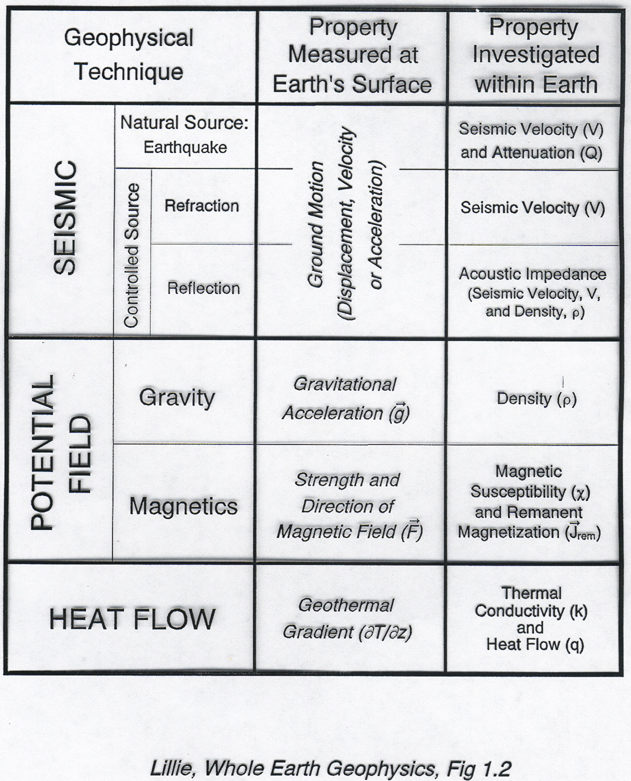 Geophysical
Technique
Property
Measured at
Earth's Surface
Property
Investigated
within Earth
SEISMIC
Natural Source:
Earthquake
Controlled Source
Refraction
Reflection
Ground Motion
(Displacement, Velocity
or Acceleration)
Seismic Velocity (V)
and Attenuation (Q)
Seismic Velocity (V)
Acoustic Impedance
(Seismic Velocity, V,
and Density, ρ)
POTENTIAL
FIELD
Gravity
Gravitational
Acceleration (g⃗)
Density (ρ)
Magnetics
Strength and
Direction of
Magnetic Field (F⃗)
Magnetic
Susceptibility (χ)
and Remanent
Magnetization (J⃗rem)
HEAT FLOW
Geothermal
Gradient (∂T/∂z)
Thermal
Conductivity (k)
and
Heat Flow (q)
Lillie, Whole Earth Geophysics, Fig 1.2